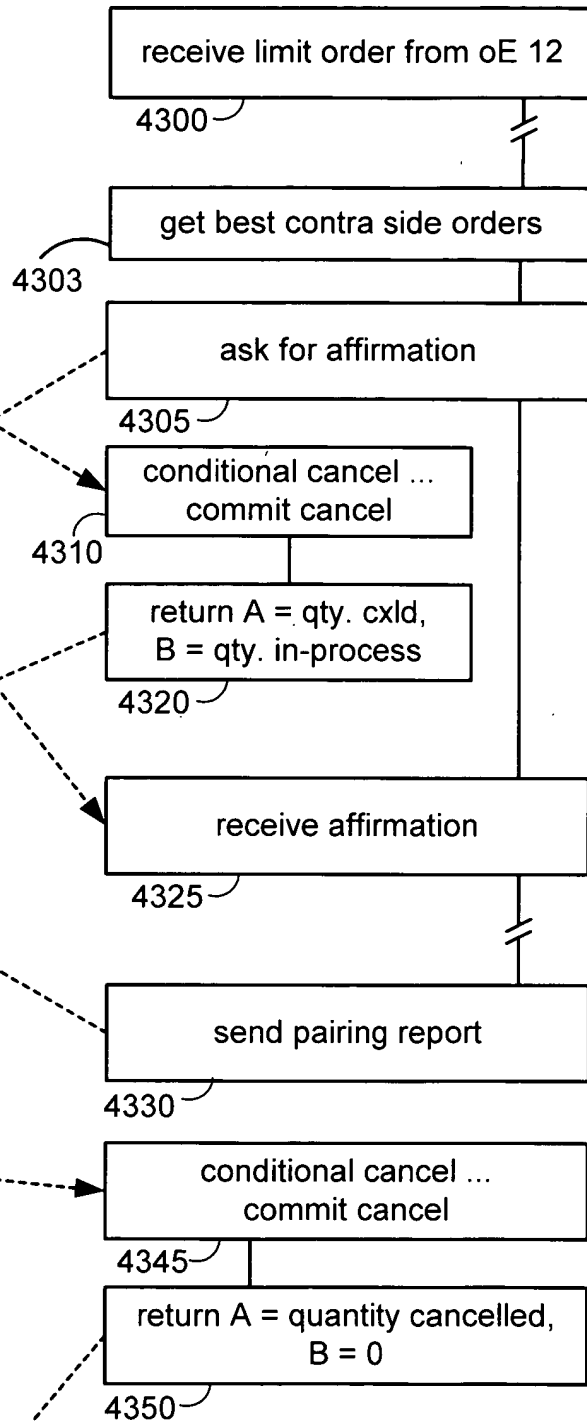 receive limit order from oE 12
4300
get best contra side orders
4303
ask for affirmation
4305
conditional cancel ...
commit cancel
4310
return A = qty. cxld,
B = qty. in-process
4320
receive affirmation
4325
send pairing report
4330
conditional cancel ...
commit cancel
4345
return A = quantity cancelled,
B = 0
4350